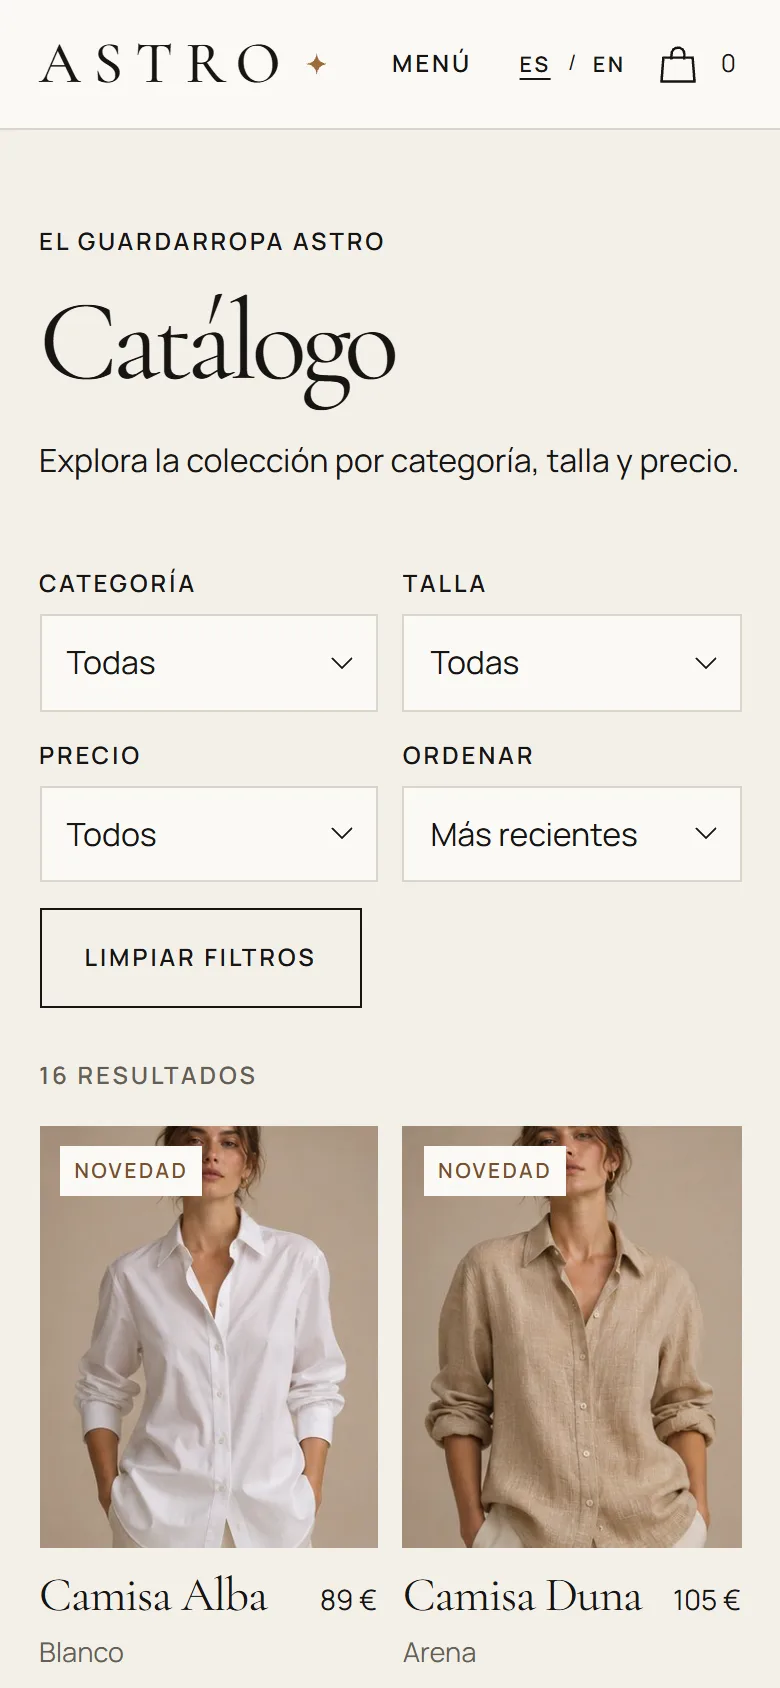 ASTRO MENÚ ES / EN 0
EL GUARDARROPA ASTRO
Catálogo
Explora la colección por categoría, talla y precio.
CATEGORÍA TALLA
Todas Todas
PRECIO ORDENAR
Todos Más recientes
LIMPIAR FILTROS
16 RESULTADOS
NOVEDAD NOVEDAD
Camisa Alba 89 € Camisa Duna 105 €
Blanco Arena